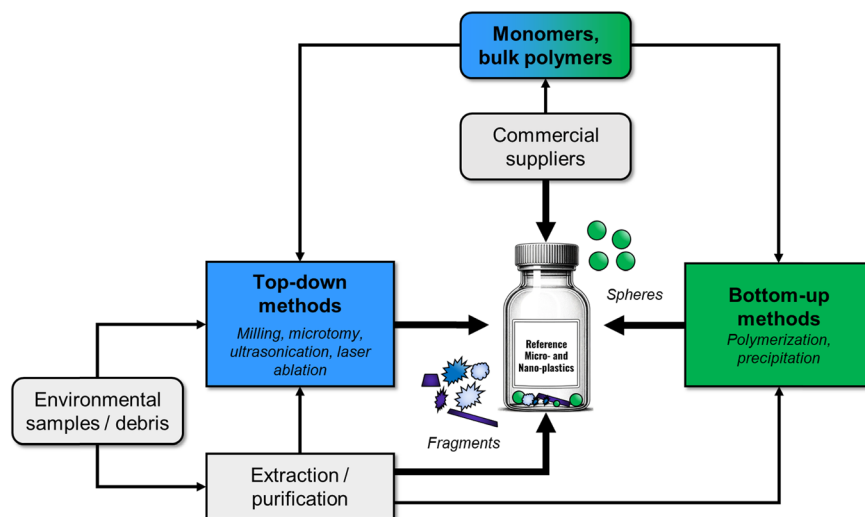 Monomers,
bulk polymers
Commercial
suppliers
Top-down
methods
Milling, microtomy,
ultrasonication, laser
ablation
Spheres
Bottom-up
methods
Polymerization,
precipitation
Reference
Micro- and
Nano-plastics
Environmental
samples / debris
Fragments
Extraction /
purification